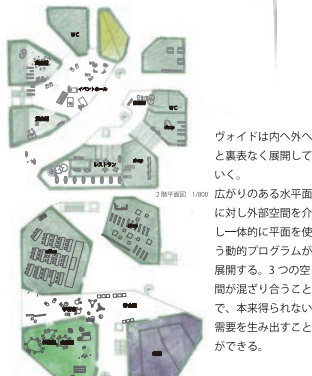 WC
イベントホール
WC
shop
レストラン
shop
2階平面図 1/800
ヴォイドは内へ外へ
と裏表なく展開して
いく。
広がりのある水平面
に対し外部空間を介
し一体的に平面を使
う動的プログラムが
展開する。3つの空
間が混ざり合うこと
で、本来得られない
需要を生み出すこと
ができる。